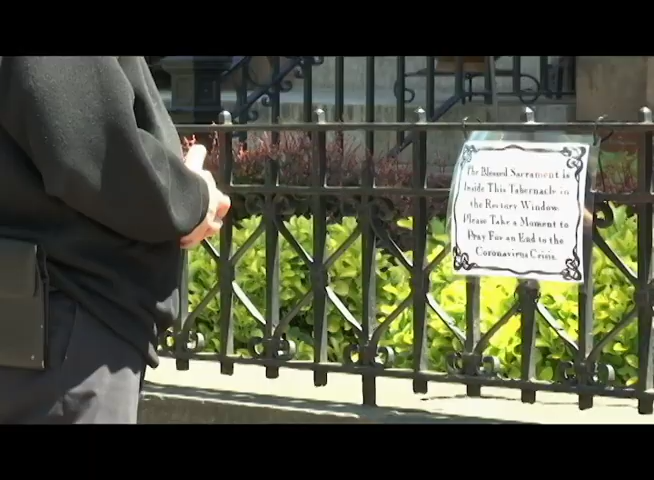 The Blessed Sacrament is
Inside This Tabernacle in
the Rectory Window.
Please Take a Moment to
Pray For an End to the
Coronavirus Crisis.